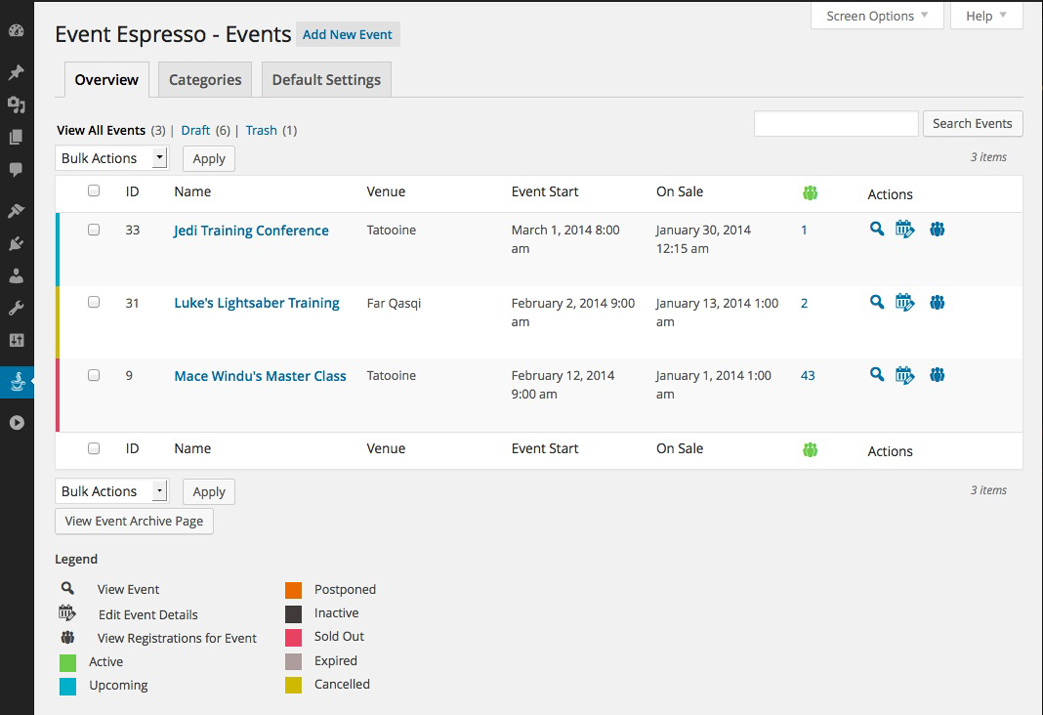 Screen Options Help
Event Espresso - Events Add New Event
Overview Categories Default Settings
View All Events (3) | Draft (6) | Trash (1)
Search Events
Bulk Actions Apply
3 items
ID Name Venue Event Start On Sale Actions
33 Jedi Training Conference Tatooine March 1, 2014 8:00 January 30, 2014 1
am 12:15 am
31 Luke's Lightsaber Training Far Qasqi February 2, 2014 9:00 January 13, 2014 1:00 2
am am
9 Mace Windu's Master Class Tatooine February 12, 2014 January 1, 2014 1:00 43
9:00 am am
ID Name Venue Event Start On Sale Actions
Bulk Actions Apply
3 items
View Event Archive Page
Legend
View Event Postponed
Edit Event Details Inactive
View Registrations for Event Sold Out
Active Expired
Upcoming Cancelled